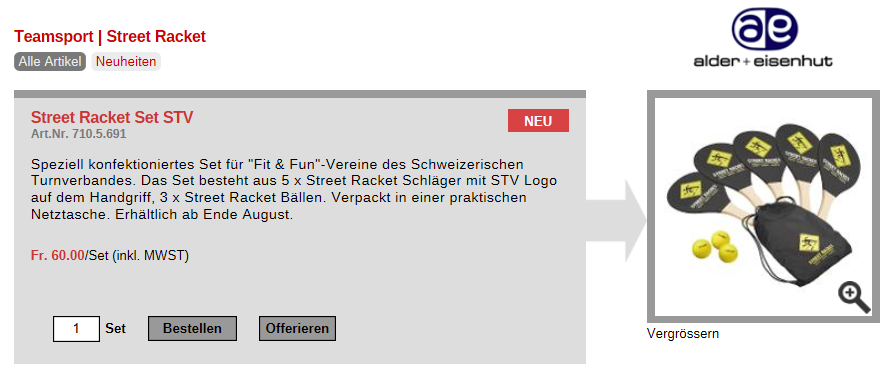 Teamsport | Street Racket
Alle Artikel Neuheiten
alder + eisenhut
Street Racket Set STV
NEU
Art.Nr. 710.5.691
Speziell konfektioniertes Set für "Fit & Fun"-Vereine des Schweizerischen
Turnverbandes. Das Set besteht aus 5 x Street Racket Schläger mit STV Logo
auf dem Handgriff, 3 x Street Racket Bällen. Verpackt in einer praktischen
Netztasche. Erhältlich ab Ende August.
Fr. 60.00/Set (inkl. MWST)
1 Set Bestellen Offerieren
Vergrössern